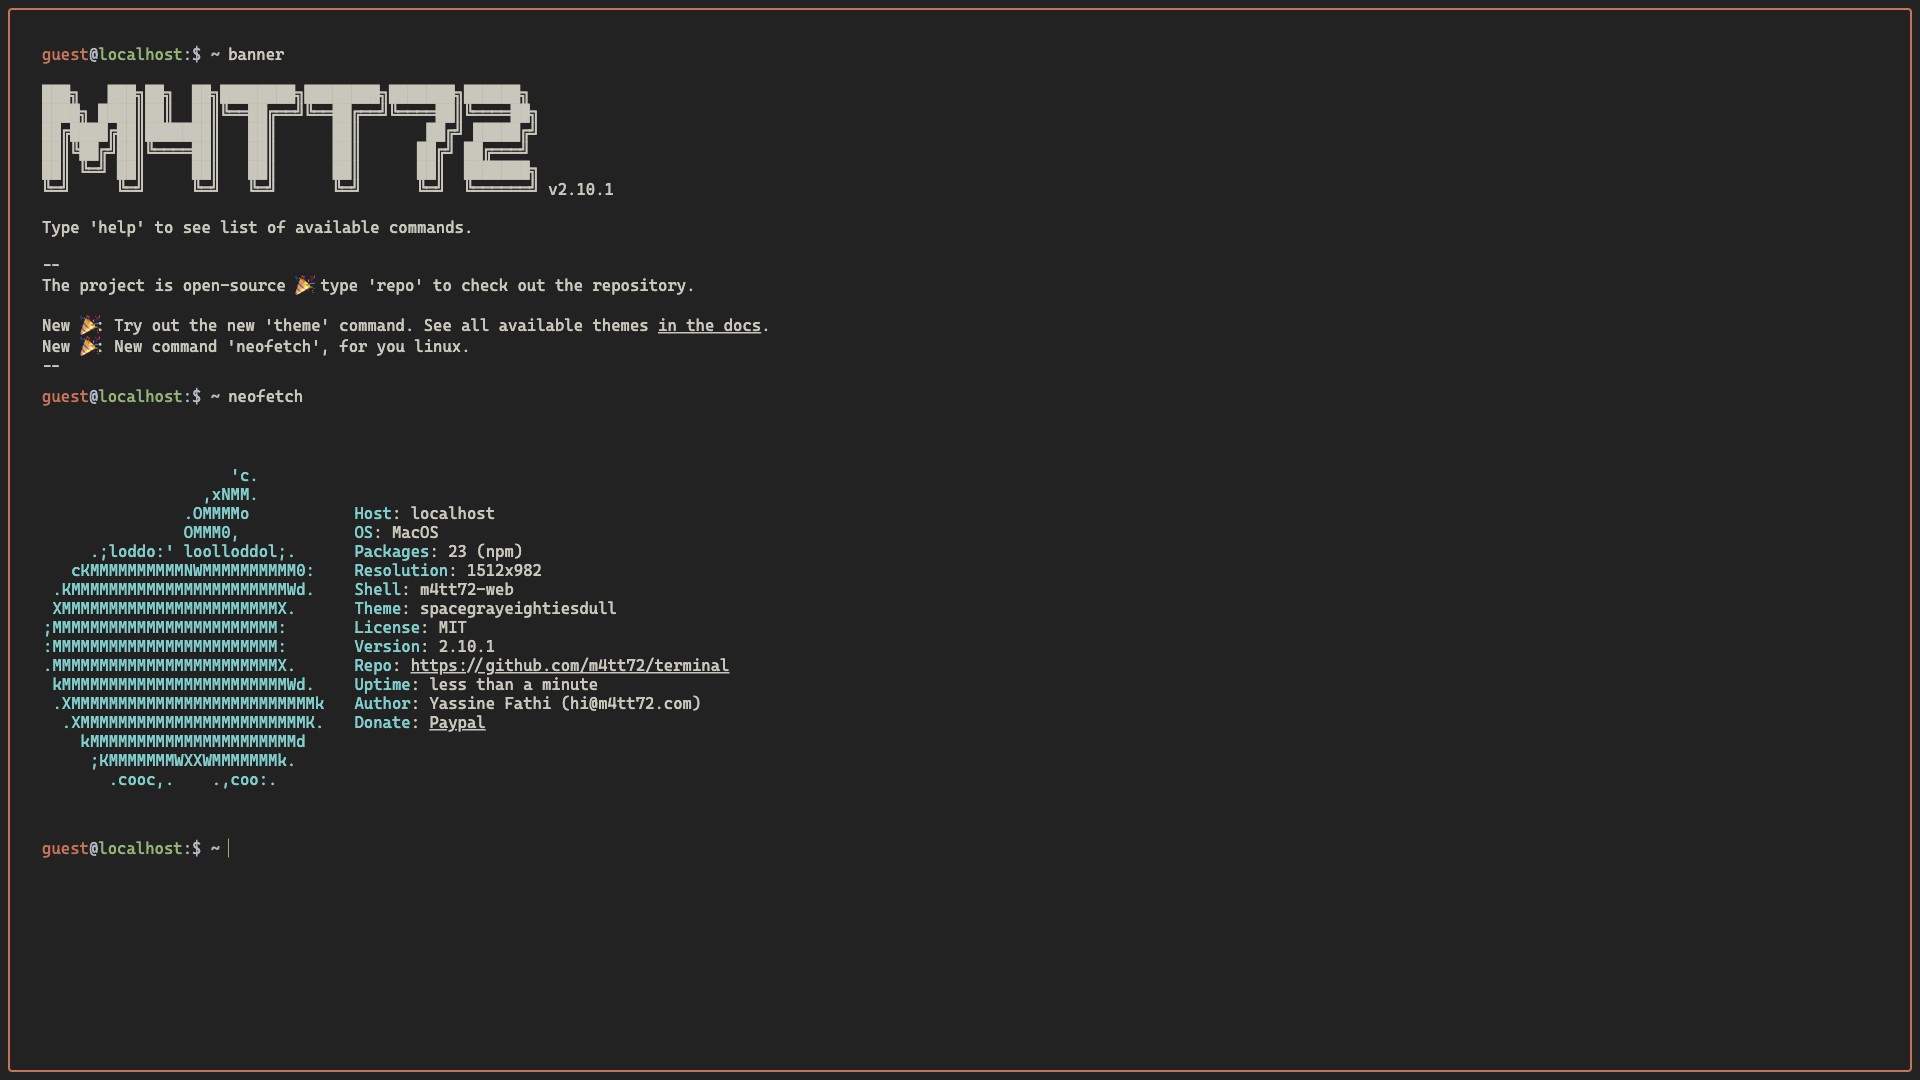 guest@localhost:$ ~ banner
M4TT72 v2.10.1
Type 'help' to see list of available commands.
--
The project is open-source 🎉 type 'repo' to check out the repository.
New 🎉: Try out the new 'theme' command. See all available themes in the docs.
New 🎉: New command 'neofetch', for you linux.
--
guest@localhost:$ ~ neofetch
'c.
,xNMM.
.OMMMMo Host: localhost
OMMM0, OS: MacOS
.;loddo:' loolloddol;. Packages: 23 (npm)
cKMMMMMMMMMMNWMMMMMMMMMM0: Resolution: 1512x982
.KMMMMMMMMMMMMMMMMMMMMMMMWd. Shell: m4tt72-web
XMMMMMMMMMMMMMMMMMMMMMMMX. Theme: spacegrayeightiesdull
;MMMMMMMMMMMMMMMMMMMMMMMM: License: MIT
:MMMMMMMMMMMMMMMMMMMMMMMM: Version: 2.10.1
.MMMMMMMMMMMMMMMMMMMMMMMMX. Repo: https://github.com/m4tt72/terminal
kMMMMMMMMMMMMMMMMMMMMMMMMWd. Uptime: less than a minute
.XMMMMMMMMMMMMMMMMMMMMMMMMMMk Author: Yassine Fathi (hi@m4tt72.com)
.XMMMMMMMMMMMMMMMMMMMMMMMMK. Donate: Paypal
kMMMMMMMMMMMMMMMMMMMMMMd
;KMMMMMMMWXXWMMMMMMMk.
.cooc,. .,coo:.
guest@localhost:$ ~